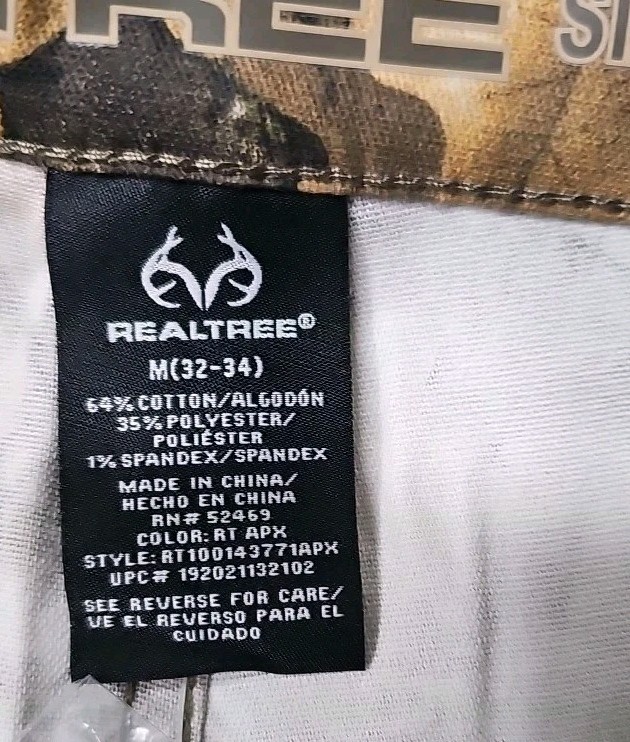 REE
REALTREE®
M(32-34)
64% COTTON/ALGODÓN
35% POLYESTER/
POLIÉSTER
1% SPANDEX/SPANDEX
MADE IN CHINA/
HECHO EN CHINA
RN# 52469
COLOR: RT APX
STYLE: RT100143771APX
UPC# 192021132102
SEE REVERSE FOR CARE/
VE EL REVERSO PARA EL
CUIDADO